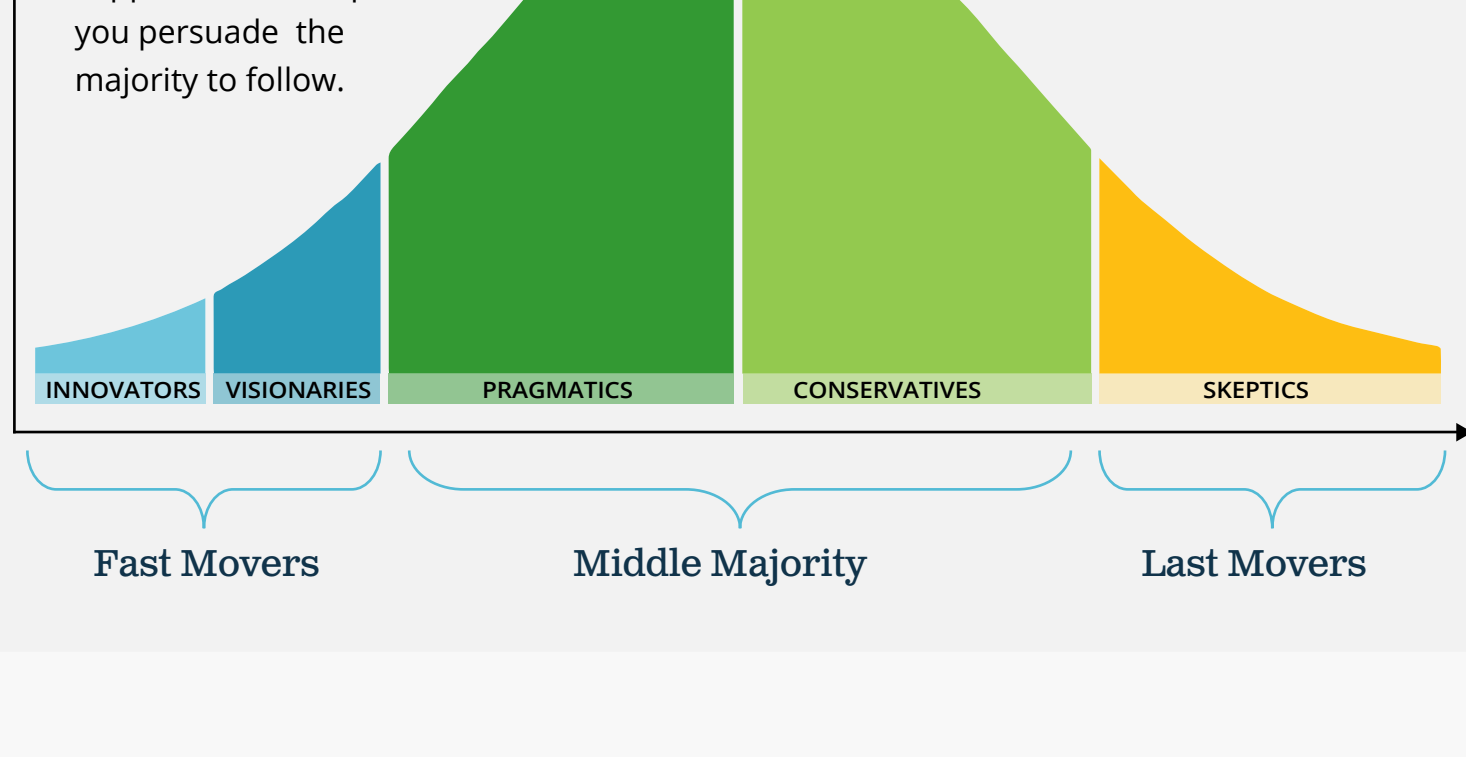 you persuade  the
majority to follow.
INNOVATORS VISIONARIES PRAGMATICS CONSERVATIVES SKEPTICS
Fast Movers Middle Majority Last Movers